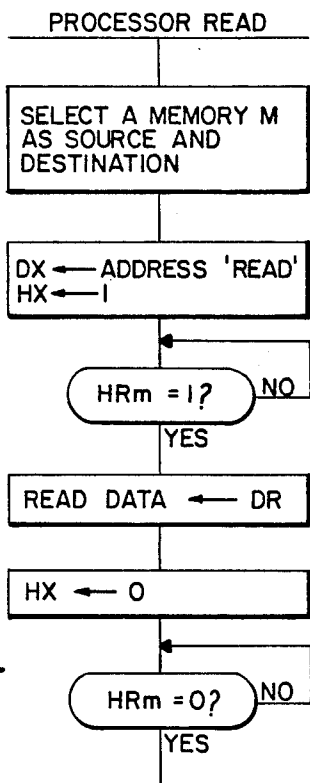 PROCESSOR READ
SELECT A MEMORY M
AS SOURCE AND
DESTINATION
DX ← ADDRESS 'READ'
HX ← 1
HRm = 1?
NO
YES
READ DATA ← DR
HX ← 0
HRm = 0?
NO
YES